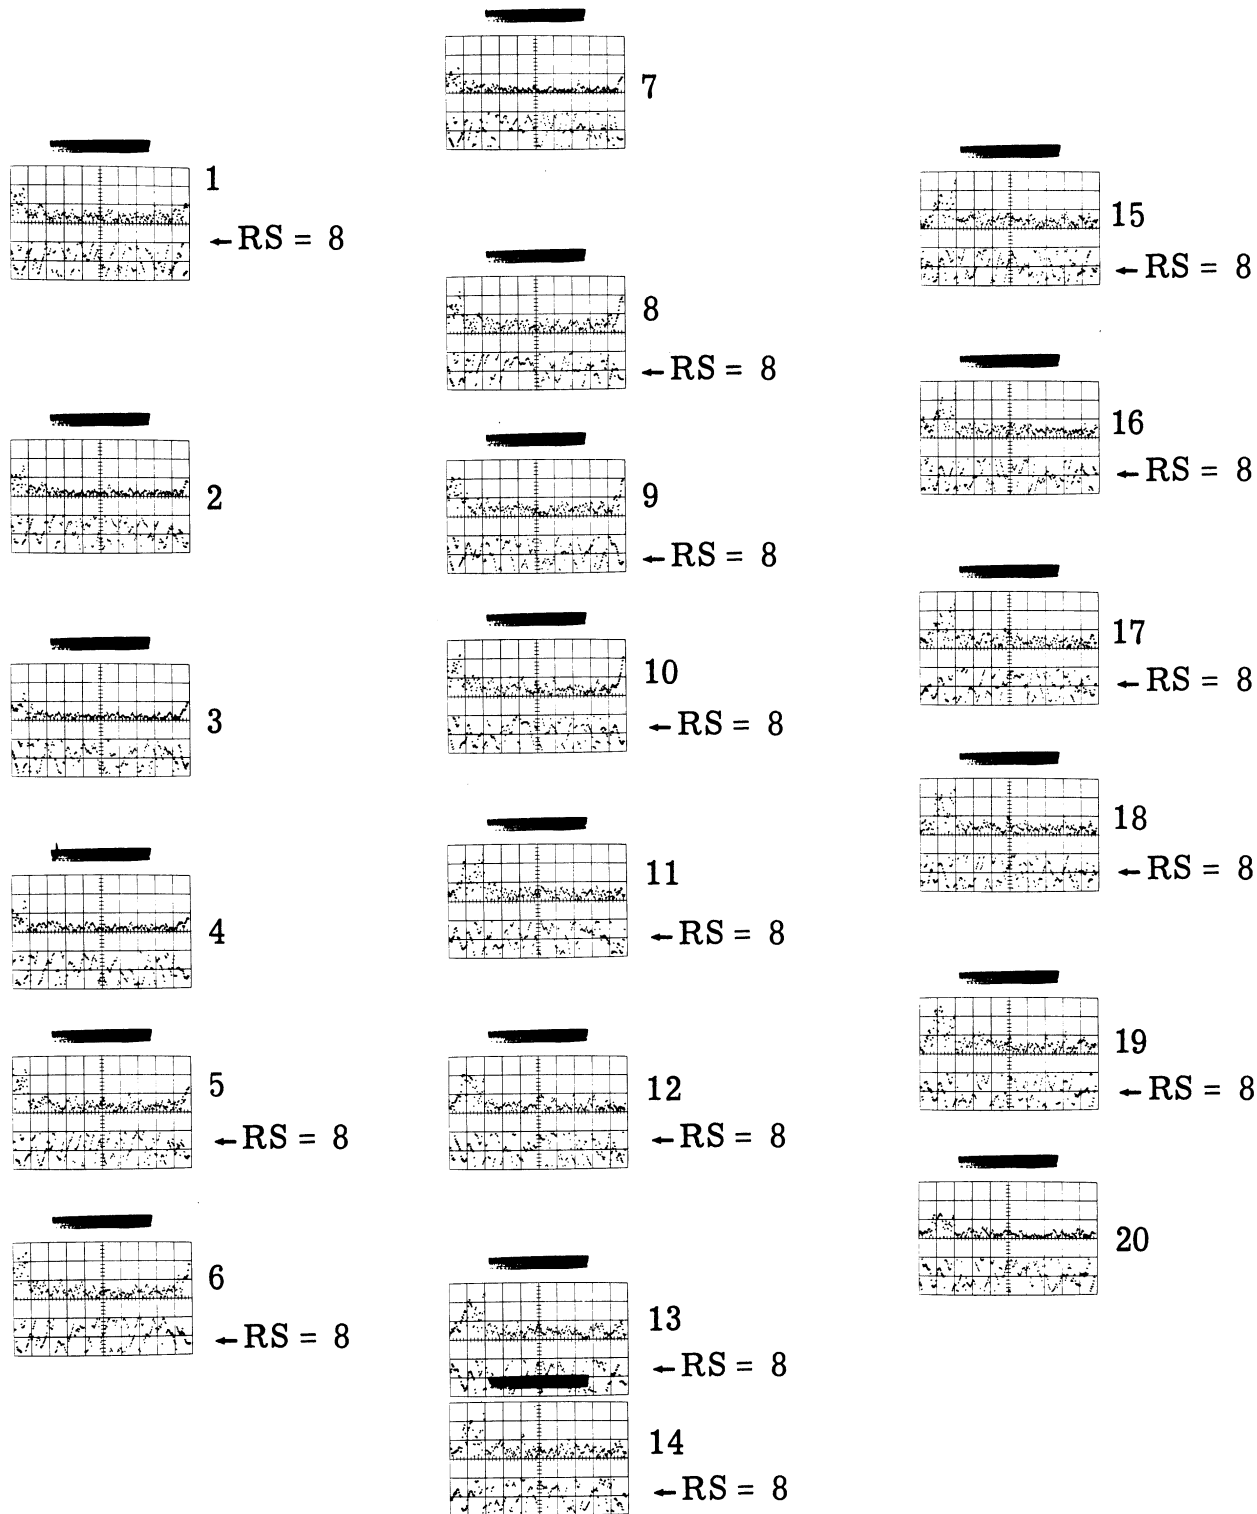 1
←RS = 8
2
3
4
5
←RS = 8
6
←RS = 8
7
8
←RS = 8
9
←RS = 8
10
←RS = 8
11
←RS = 8
12
←RS = 8
13
←RS = 8
14
←RS = 8
15
←RS = 8
16
←RS = 8
17
←RS = 8
18
←RS = 8
19
←RS = 8
20